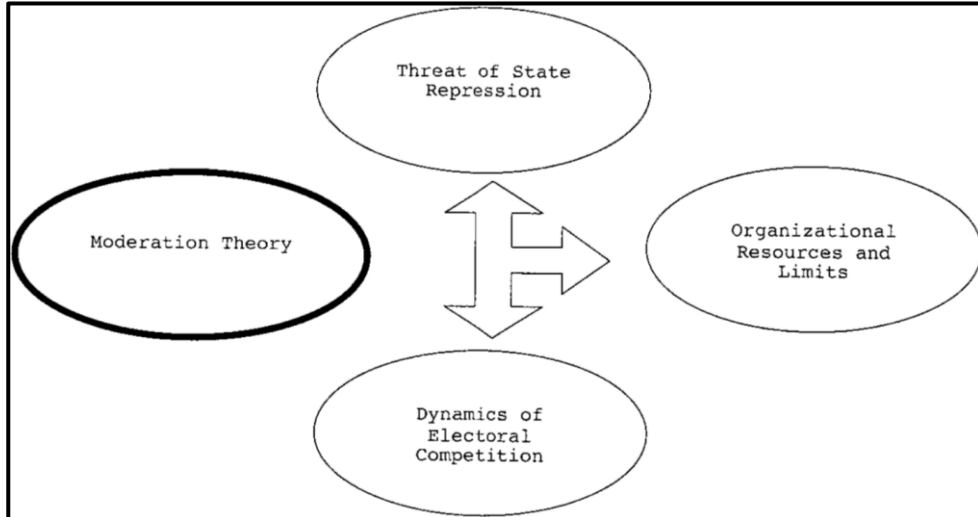 Threat of State
Repression
Moderation Theory
Organizational
Resources and
Limits
Dynamics of
Electoral
Competition